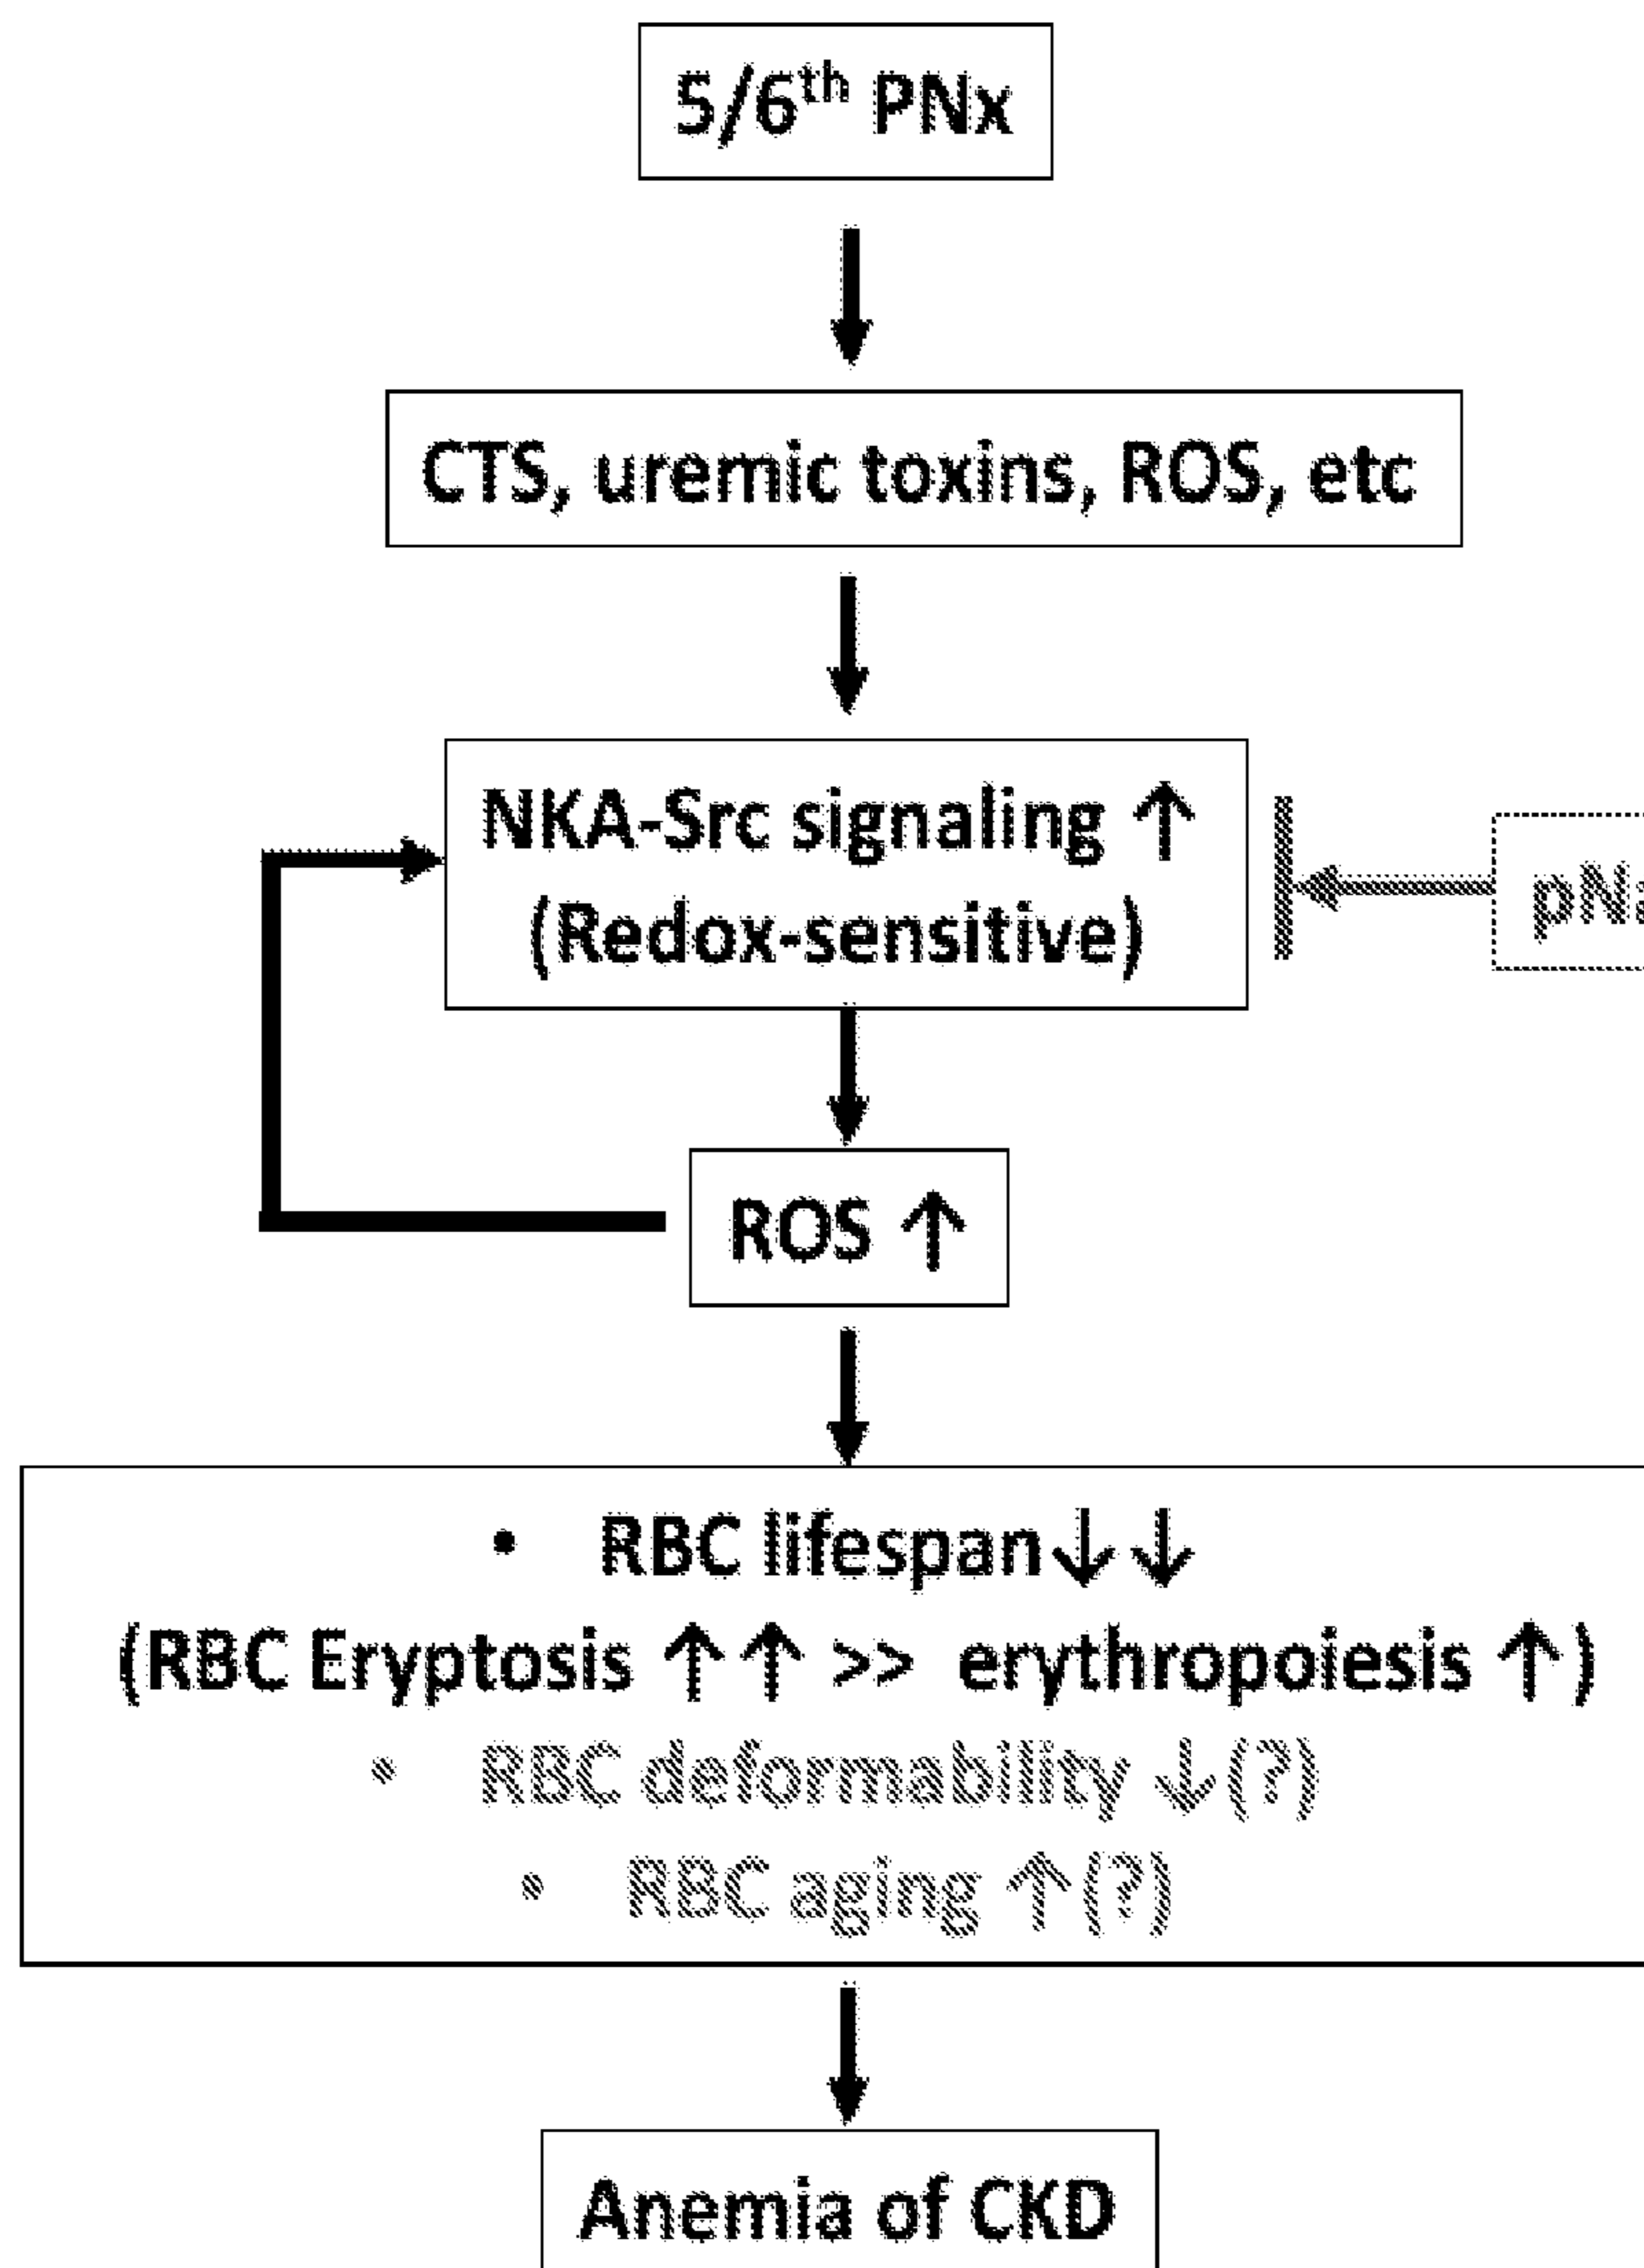 5/6th PNx
CTS, uremic toxins, ROS, etc
NKA-Src signaling ↑
(Redox-sensitive)
ROS ↑
• RBC lifespan↓↓
(RBC Eryptosis ↑↑ >> erythropoiesis ↑)
• RBC deformability ↓(?)
• RBC aging ↑(?)
Anemia of CKD